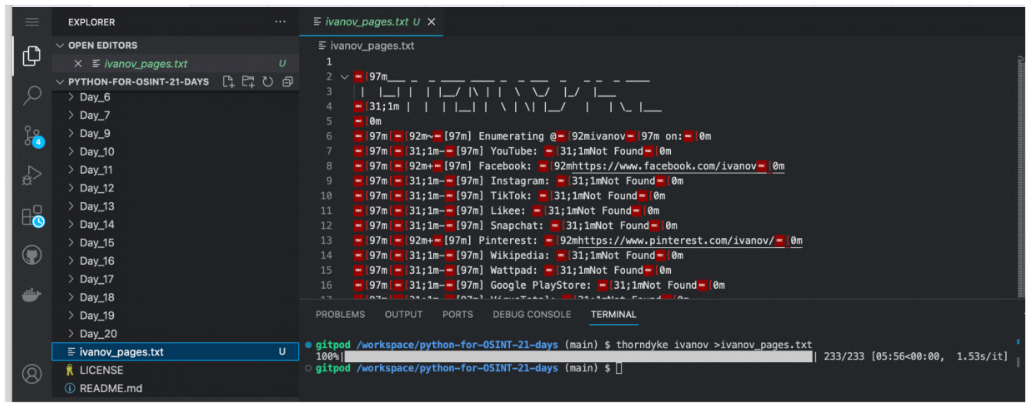 EXPLORER
OPEN EDITORS
ivanov_pages.txt U
PYTHON-FOR-OSINT-21-DAYS
Day_6
Day_7
Day_9
Day_10
Day_11
Day_12
Day_13
Day_14
Day_15
Day_16
Day_17
Day_18
Day_19
Day_20
ivanov_pages.txt U
LICENSE
README.md
4
ivanov_pages.txt U
ivanov_pages.txt
1
2 [97m
3
4 [31;1m
5 [0m
6 [97m[92m~[97m] Enumerating @[92mivanov[97m on:[0m
7 [97m[[31;1m-[97m] YouTube: [31;1mNot Found[0m
8 [97m[[92m+[97m] Facebook: [92mhttps://www.facebook.com/ivanov[0m
9 [97m[[31;1m-[97m] Instagram: [31;1mNot Found[0m
10 [97m[[31;1m-[97m] TikTok: [31;1mNot Found[0m
11 [97m[[31;1m-[97m] Likee: [31;1mNot Found[0m
12 [97m[[31;1m-[97m] Snapchat: [31;1mNot Found[0m
13 [97m[[92m+[97m] Pinterest: [92mhttps://www.pinterest.com/ivanov/[0m
14 [97m[[31;1m-[97m] Wikipedia: [31;1mNot Found[0m
15 [97m[[31;1m-[97m] Wattpad: [31;1mNot Found[0m
16 [97m[[31;1m-[97m] Google PlayStore: [31;1mNot Found[0m
PROBLEMS OUTPUT PORTS DEBUG CONSOLE TERMINAL
gitpod /workspace/python-for-OSINT-21-days (main) $ thorndyke ivanov >ivanov_pages.txt
100%| | 233/233 [05:56<00:00, 1.53s/it]
gitpod /workspace/python-for-OSINT-21-days (main) $